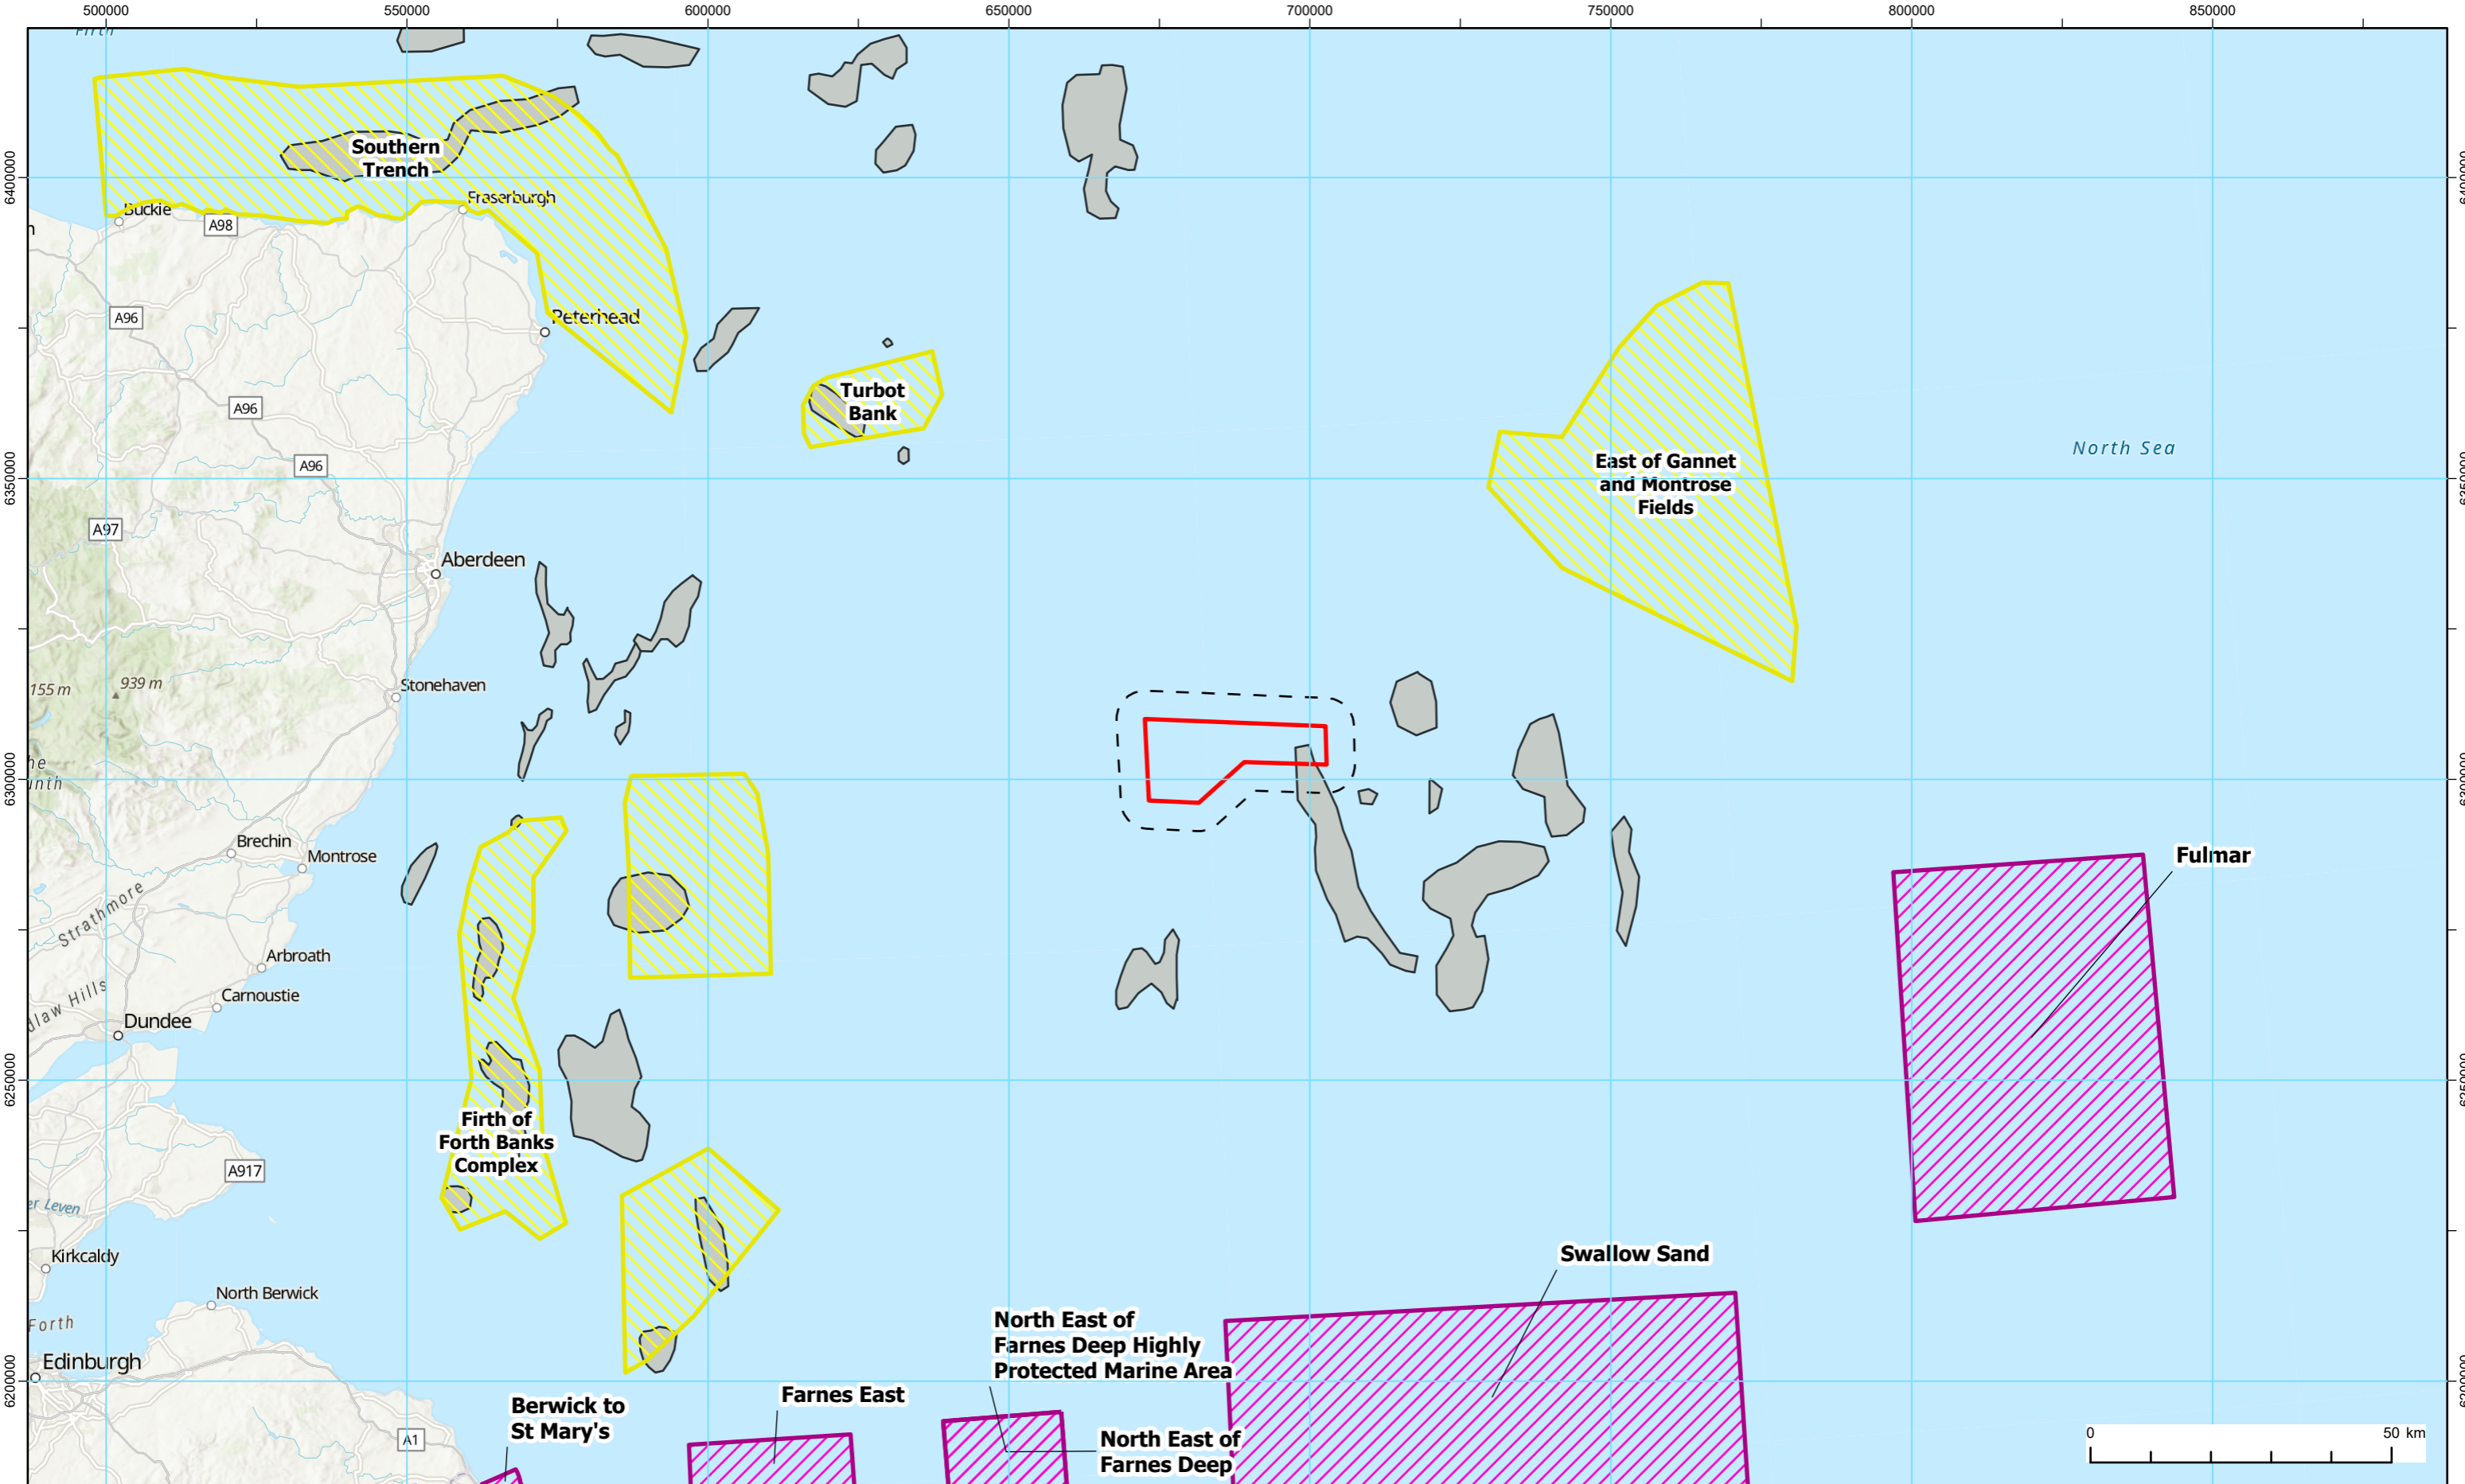 500000
550000
600000
650000
700000
750000
800000
850000
Firth
6400000
Southern
Trench
Buckie
Fraserburgh
A98
A96
Peterhead
Turbot
Bank
A96
A96
North Sea
6350000
East of Gannet
and Montrose
Fields
A97
Aberdeen
155 m
939 m
Stonehaven
6300000
Brechin
Montrose
Fulmar
Strathmore
Arbroath
Carnoustie
Dundee
6250000
Firth of
Forth Banks
Complex
A917
er Leven
Kirkcaldy
North Berwick
Forth
Edinburgh
6200000
Swallow Sand
North East of
Farnes Deep Highly
Protected Marine Area
Farnes East
Berwick to
St Mary's
A1
North East of
Farnes Deep
0
50 km